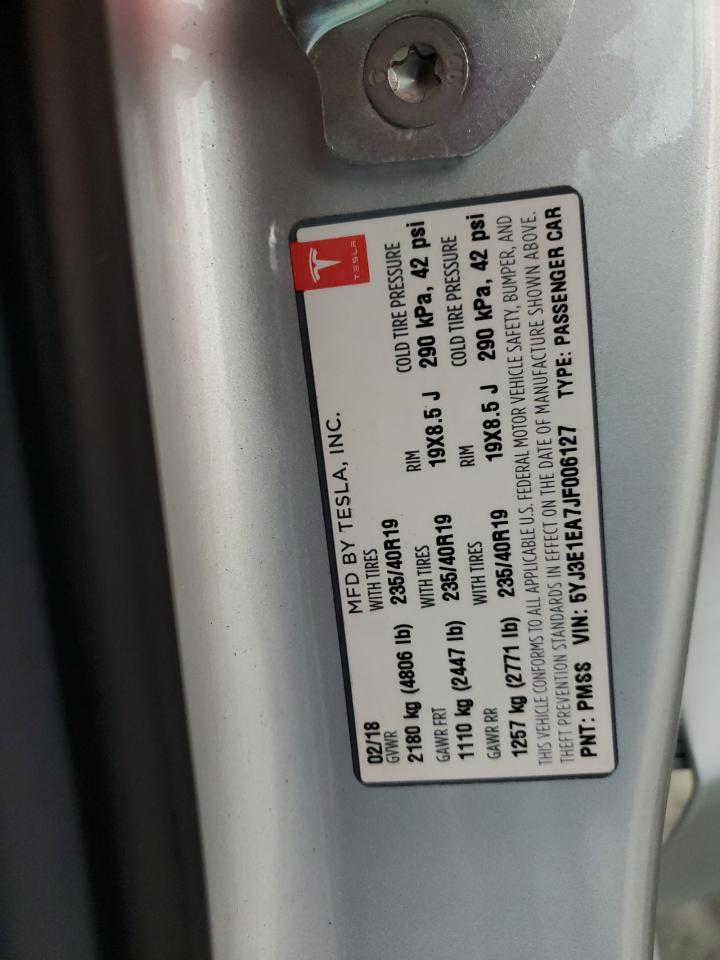 TESLA
MFD BY TESLA, INC.
02/18
GVWR WITH TIRES RIM COLD TIRE PRESSURE
2180 kg (4806 lb) 235/40R19 19X8.5 J 290 kPa, 42 psi
GAWR FRT WITH TIRES RIM COLD TIRE PRESSURE
1110 kg (2447 lb) 235/40R19 19X8.5 J 290 kPa, 42 psi
GAWR RR WITH TIRES
1257 kg (2771 lb) 235/40R19
THIS VEHICLE CONFORMS TO ALL APPLICABLE U.S. FEDERAL MOTOR VEHICLE SAFETY, BUMPER, AND
THEFT PREVENTION STANDARDS IN EFFECT ON THE DATE OF MANUFACTURE SHOWN ABOVE.
PNT: PMSS VIN: 5YJ3E1EA7JF006127 TYPE: PASSENGER CAR